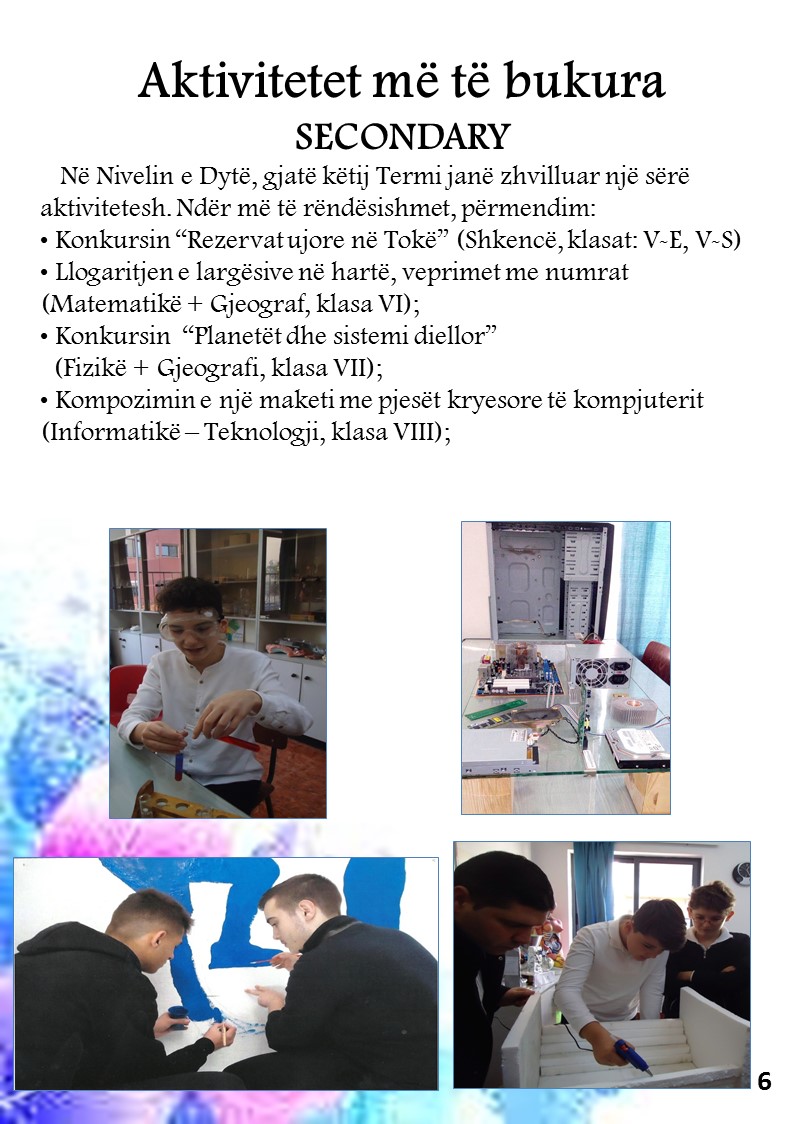 Aktivitetet më të bukura
SECONDARY
Në Nivelin e Dytë, gjatë këtij Termi janë zhvilluar një sërë
aktivitetesh. Ndër më të rëndësishmet, përmendim:
• Konkursin “Rezervat ujore në Tokë” (Shkencë, klasat: V-E, V-S)
• Llogaritjen e largësive në hartë, veprimet me numrat
(Matematikë + Gjeograf, klasa VI);
• Konkursin “Planetët dhe sistemi diellor”
(Fizikë + Gjeografi, klasa VII);
• Kompozimin e një maketi me pjesët kryesore të kompjuterit
(Informatikë – Teknologji, klasa VIII);
6